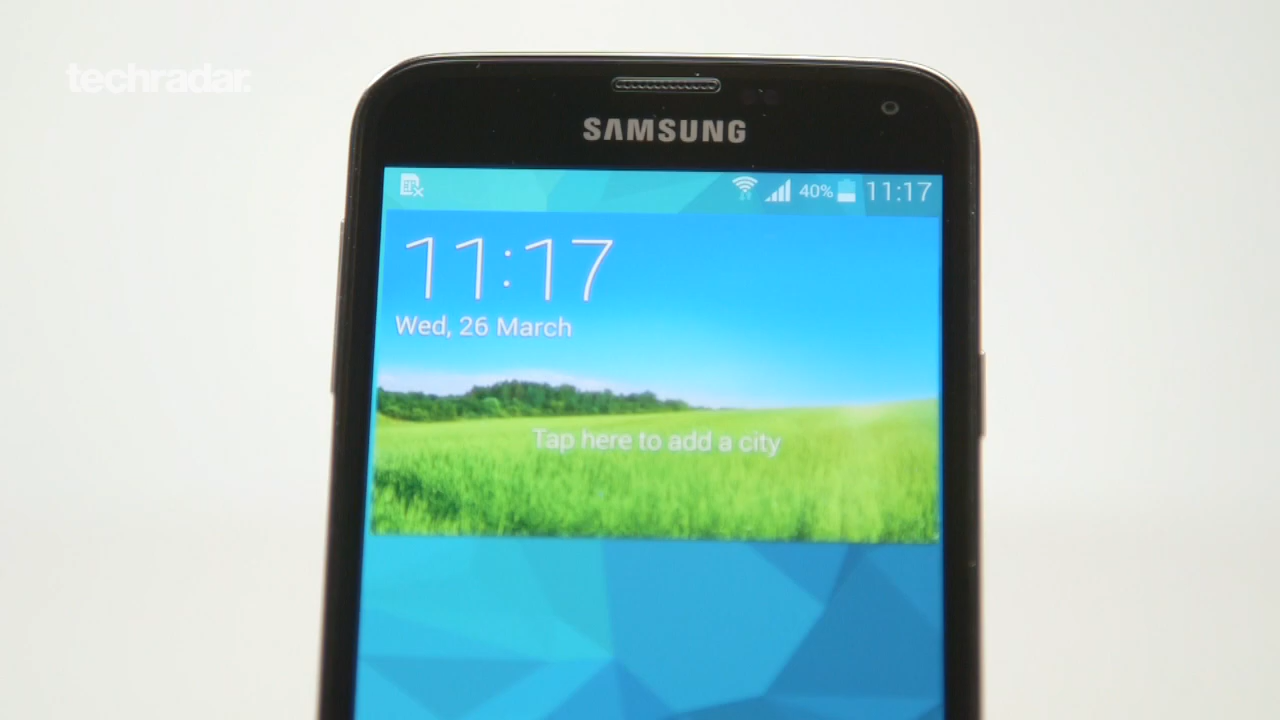 techradar.
SAMSUNG
40% 11:17
11:17
Wed, 26 March
Tap here to add a city